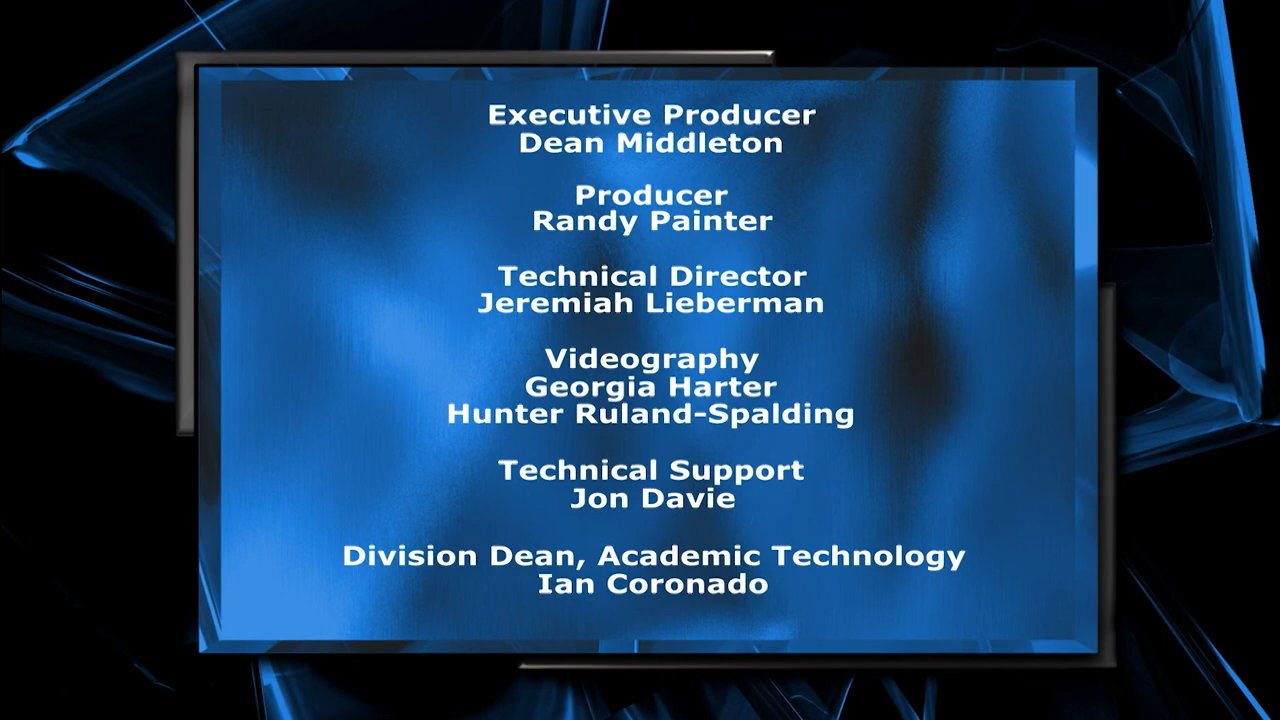 Executive Producer
Dean Middleton
Producer
Randy Painter
Technical Director
Jeremiah Lieberman
Videography
Georgia Harter
Hunter Ruland-Spalding
Technical Support
Jon Davie
Division Dean, Academic Technology
Ian Coronado